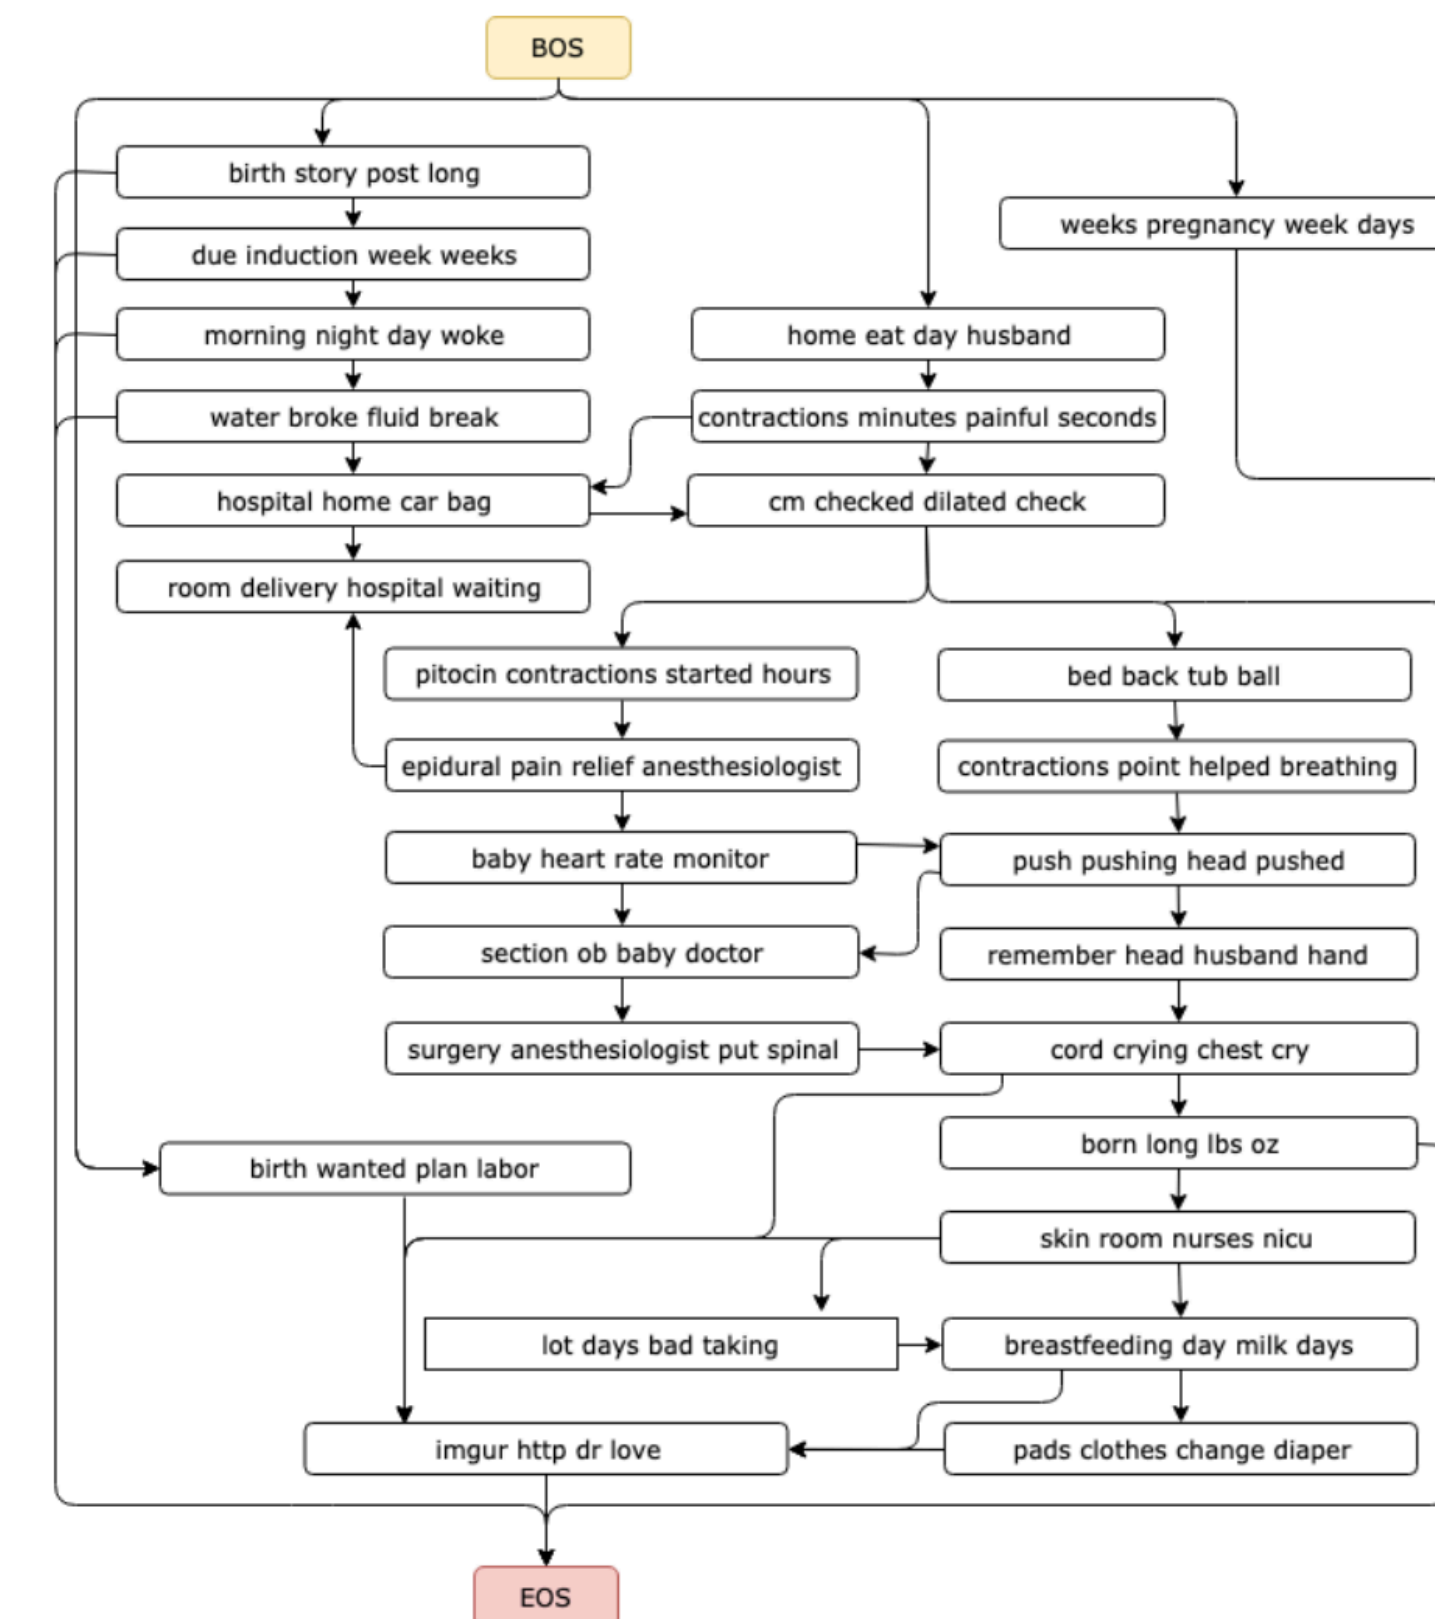 BOS
birth story post long
weeks pregnancy week days
due induction week weeks
morning night day woke
home eat day husband
water broke fluid break
contractions minutes painful seconds
hospital home car bag
cm checked dilated check
room delivery hospital waiting
pitocin contractions started hours
bed back tub ball
epidural pain relief anesthesiologist
contractions point helped breathing
baby heart rate monitor
push pushing head pushed
section ob baby doctor
remember head husband hand
surgery anesthesiologist put spinal
cord crying chest cry
born long lbs oz
birth wanted plan labor
skin room nurses nicu
lot days bad taking
breastfeeding day milk days
imgur http dr love
pads clothes change diaper
EOS